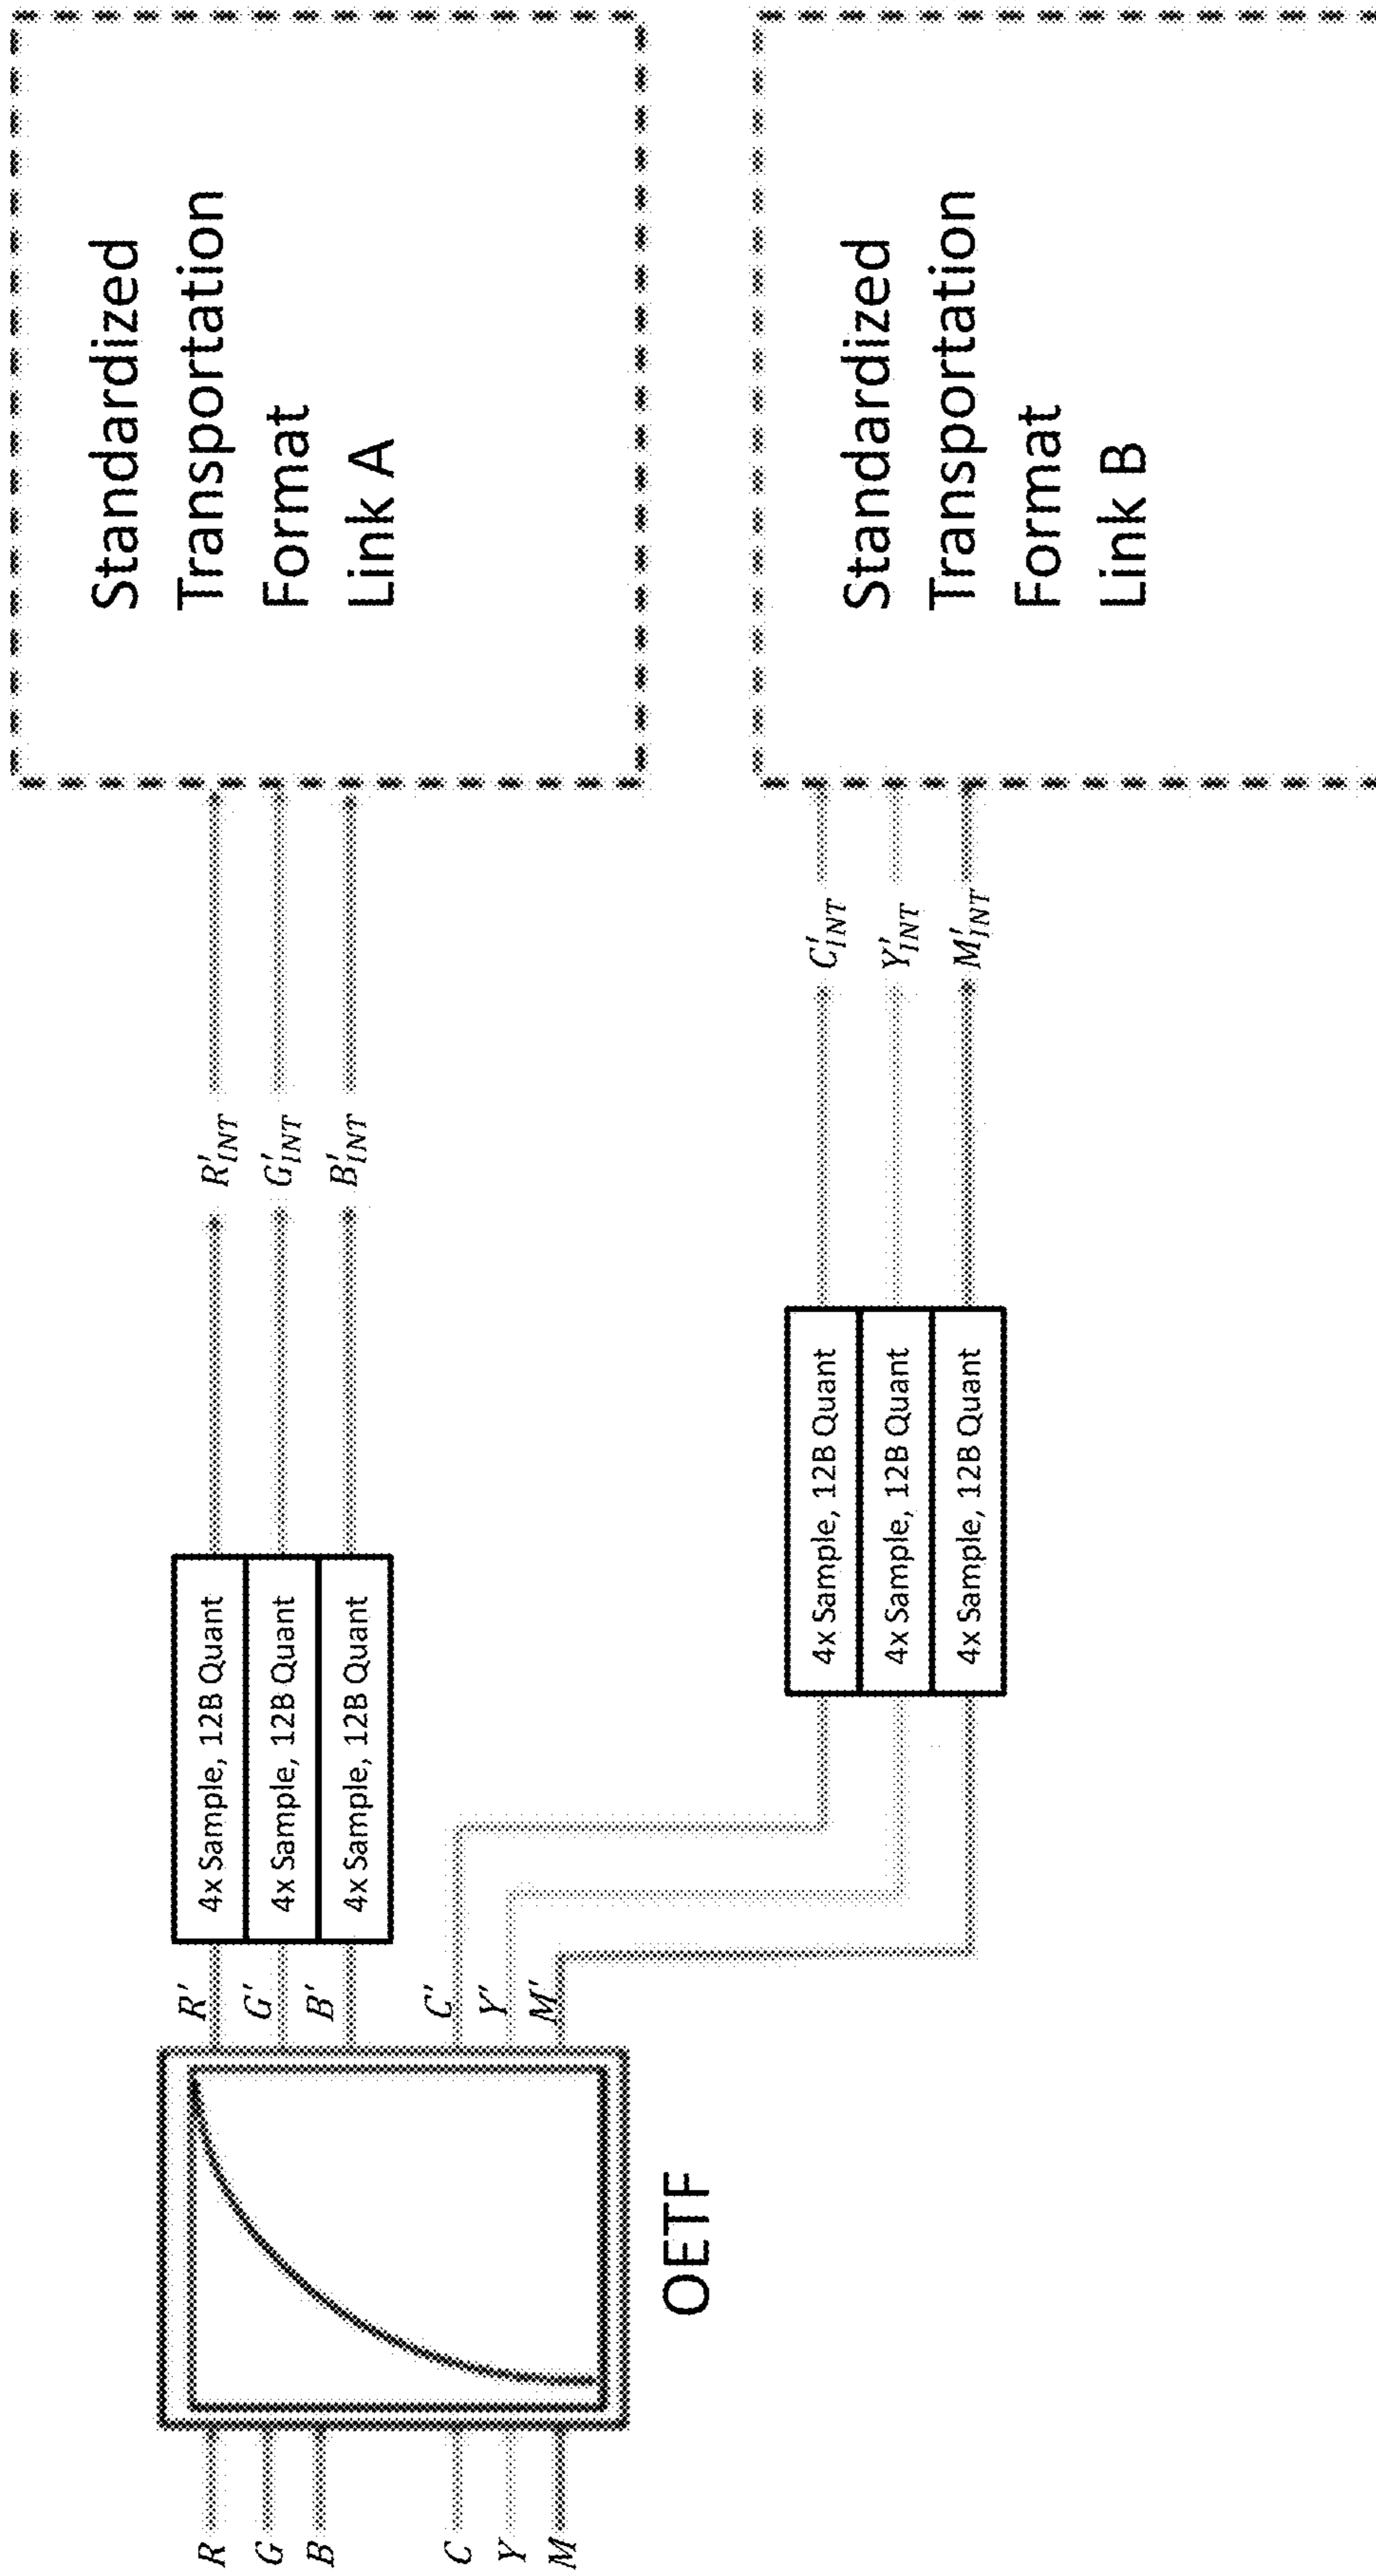 R
G
B
C
Y
M
OETF
R'
G'
B'
C'
Y'
M'
4x Sample, 12B Quant
4x Sample, 12B Quant
4x Sample, 12B Quant
4x Sample, 12B Quant
4x Sample, 12B Quant
4x Sample, 12B Quant
R'INT
G'INT
B'INT
C'INT
Y'INT
M'INT
Standardized
Transportation
Format
Link A
Standardized
Transportation
Format
Link B